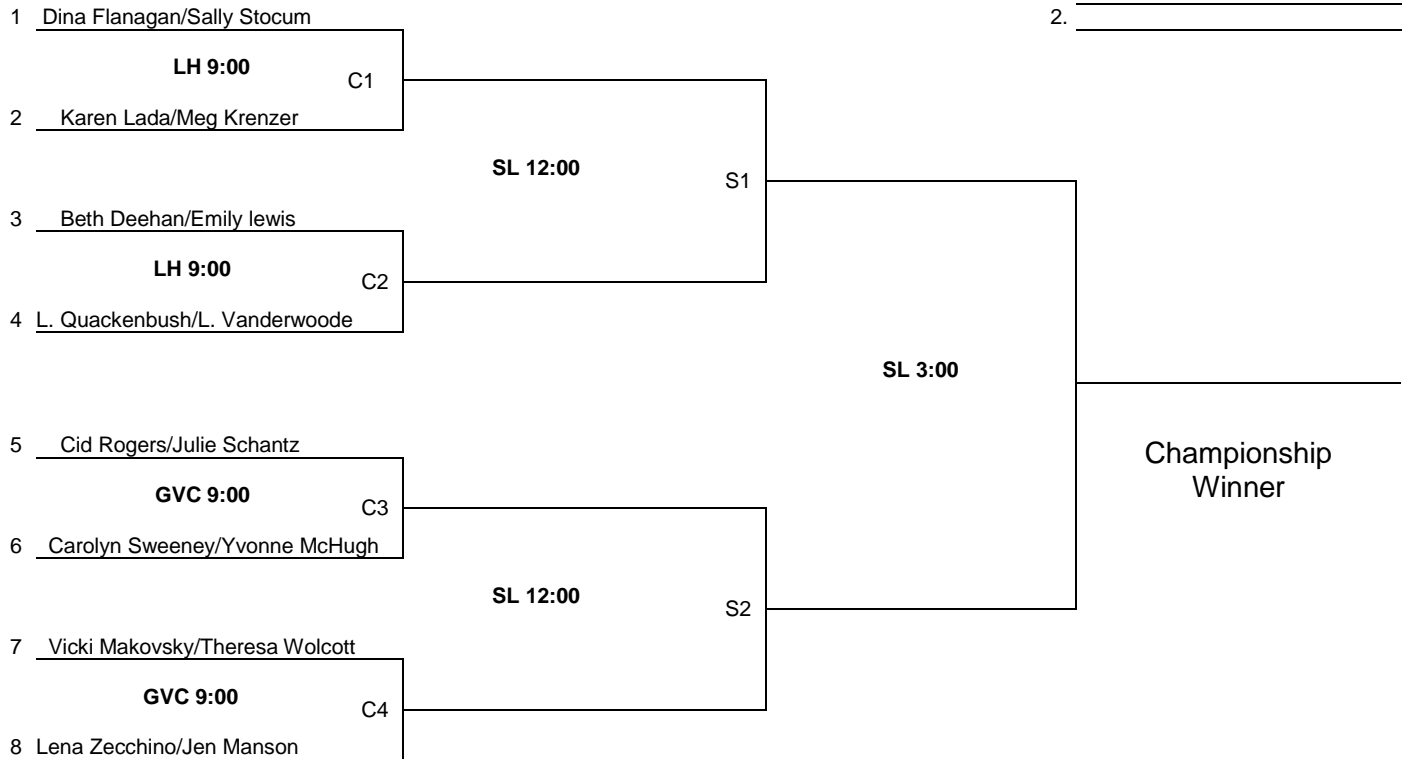 1 Dina Flanagan/Sally Stocum
2.
LH 9:00
C1
2 Karen Lada/Meg Krenzer
SL 12:00
S1
3 Beth Deehan/Emily lewis
LH 9:00
C2
4 L. Quackenbush/L. Vanderwoode
SL 3:00
5 Cid Rogers/Julie Schantz
Championship
Winner
GVC 9:00
C3
6 Carolyn Sweeney/Yvonne McHugh
SL 12:00
S2
7 Vicki Makovsky/Theresa Wolcott
GVC 9:00
C4
8 Lena Zecchino/Jen Manson